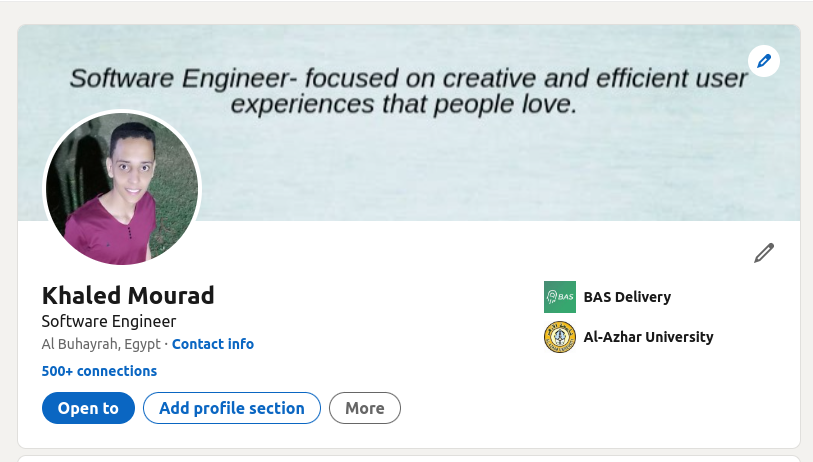 Software Engineer- focused on creative and efficient user
experiences that people love.
Khaled Mourad
Software Engineer
Al Buhayrah, Egypt · Contact info
500+ connections
Open to
Add profile section
More
BAS
BAS Delivery
Al-Azhar University